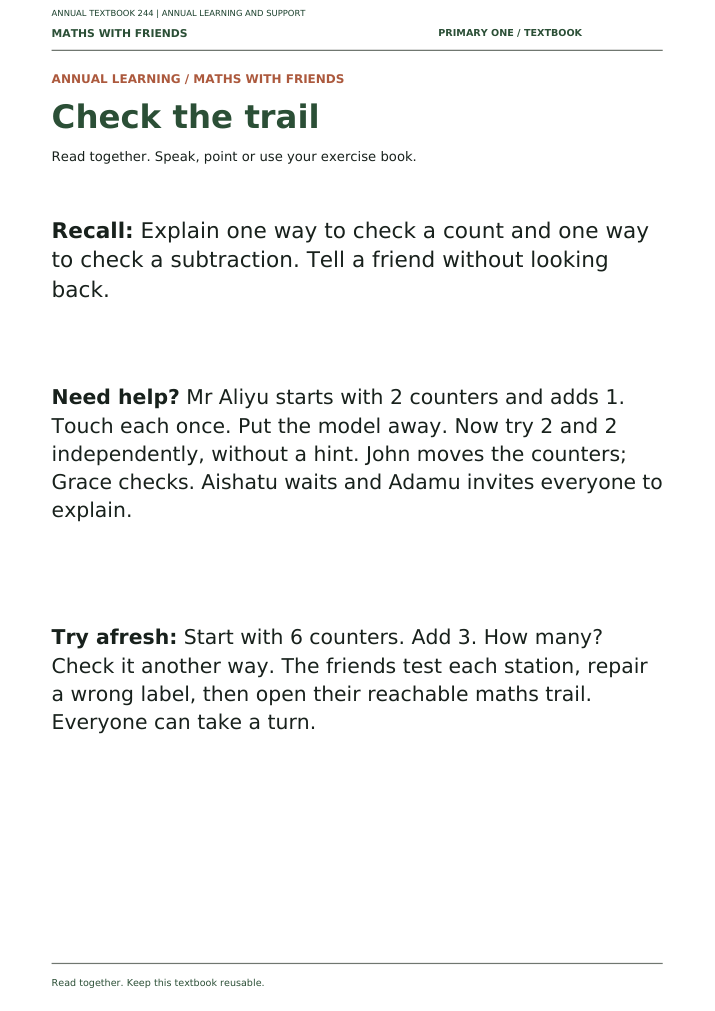 ANNUAL TEXTBOOK 244 | ANNUAL LEARNING AND SUPPORT
MATHS WITH FRIENDS
PRIMARY ONE / TEXTBOOK
ANNUAL LEARNING / MATHS WITH FRIENDS
Check the trail
Read together. Speak, point or use your exercise book.
Recall: Explain one way to check a count and one way
to check a subtraction. Tell a friend without looking
back.
Need help? Mr Aliyu starts with 2 counters and adds 1.
Touch each once. Put the model away. Now try 2 and 2
independently, without a hint. John moves the counters;
Grace checks. Aishatu waits and Adamu invites everyone to
explain.
Try afresh: Start with 6 counters. Add 3. How many?
Check it another way. The friends test each station, repair
a wrong label, then open their reachable maths trail.
Everyone can take a turn.
Read together. Keep this textbook reusable.